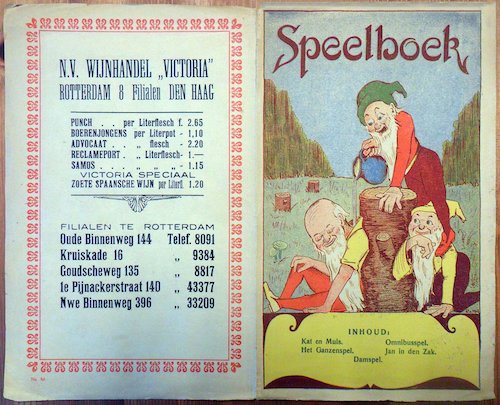 N.V. WIJNHANDEL „VICTORIA"
ROTTERDAM 8 Filialen DEN HAAG
PUNCH . . per Literflesch f. 2.65
BOERENJONGENS per Literpot - 1,10
ADVOCAAT . . „ flesch - 2.20
RECLAMEPORT. „ Literflesch- 1.—
SAMOS . . . „ „ - 1.15
VICTORIA SPECIAAL
ZOETE SPAANSCHE WIJN per Literfl. 1.20
FILIALEN TE ROTTERDAM
Oude Binnenweg 144 Telef. 8091
Kruiskade 16 „ 9384
Goudscheweg 135 „ 8817
1e Pijnackerstraat 140 „ 43377
Nwe Binnenweg 396 „ 33209
Speelboek
INHOUD:
Kat en Muis. Omnibusspel.
Het Ganzenspel. Jan in den Zak.
Damspel.